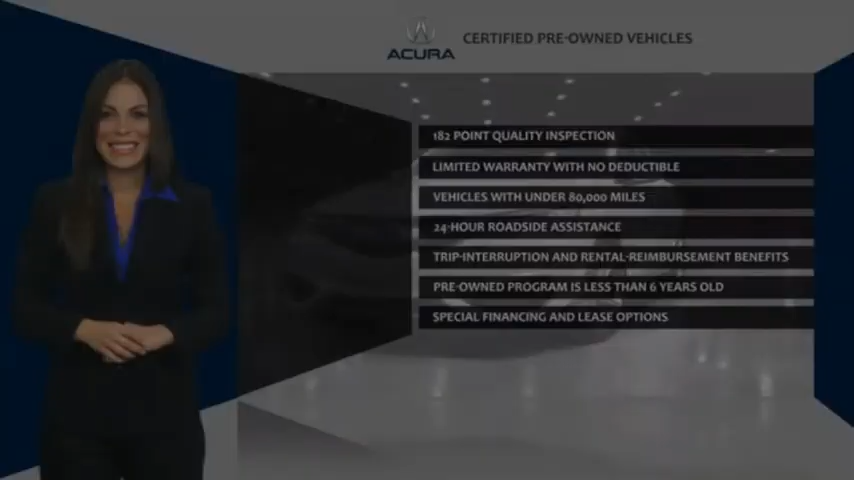 ACURA
CERTIFIED PRE-OWNED VEHICLES
182 POINT QUALITY INSPECTION
LIMITED WARRANTY WITH NO DEDUCTIBLE
VEHICLES WITH UNDER 80,000 MILES
24-HOUR ROADSIDE ASSISTANCE
TRIP-INTERRUPTION AND RENTAL-REIMBURSEMENT BENEFITS
PRE-OWNED PROGRAM IS LESS THAN 6 YEARS OLD
SPECIAL FINANCING AND LEASE OPTIONS